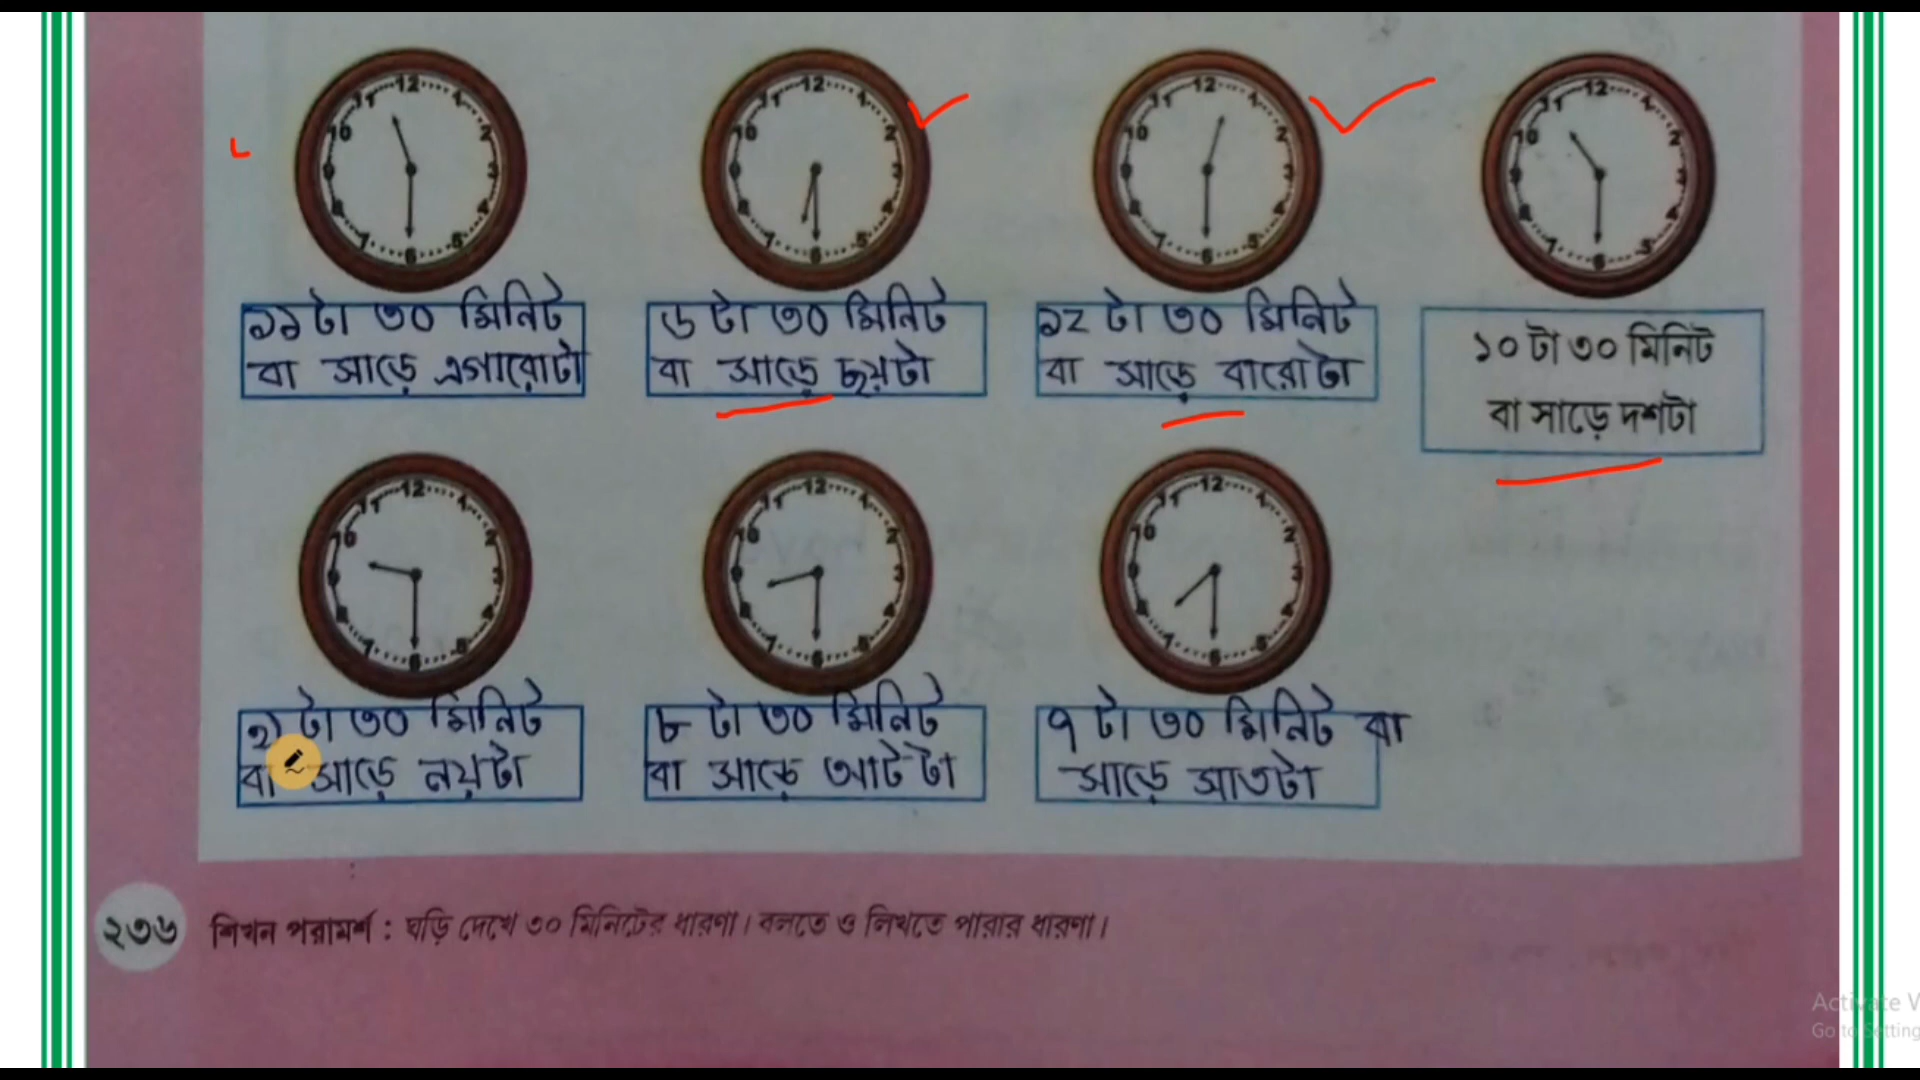 ১১ টা ৩০ মিনিট
বা সাড়ে এগারোটা
৬ টা ৩০ মিনিট
বা সাড়ে ছয়টা
১২ টা ৩০ মিনিট
বা সাড়ে বারোটা
১০ টা ৩০ মিনিট
বা সাড়ে দশটা
৯ টা ৩০ মিনিট
বা সাড়ে নয়টা
৮ টা ৩০ মিনিট
বা সাড়ে আটটা
৭ টা ৩০ মিনিট বা
সাড়ে সাতটা
২৩৬
শিখন পরামর্শ : ঘড়ি দেখে ৩০ মিনিটের ধারণা। বলতে ও লিখতে পারার ধারণা।